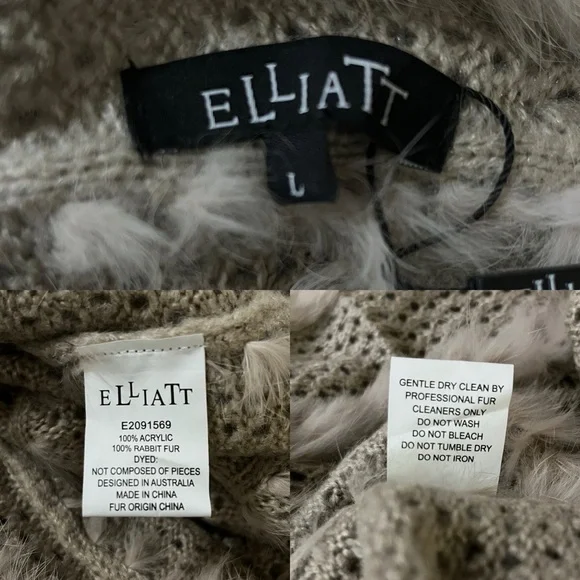 ELLIATT
L
ELLIATT
E2091569
100% ACRYLIC
100% RABBIT FUR
DYED:
NOT COMPOSED OF PIECES
DESIGNED IN AUSTRALIA
MADE IN CHINA
FUR ORIGIN CHINA
GENTLE DRY CLEAN BY
PROFESSIONAL FUR
CLEANERS ONLY
DO NOT WASH
DO NOT BLEACH
DO NOT TUMBLE DRY
DO NOT IRON